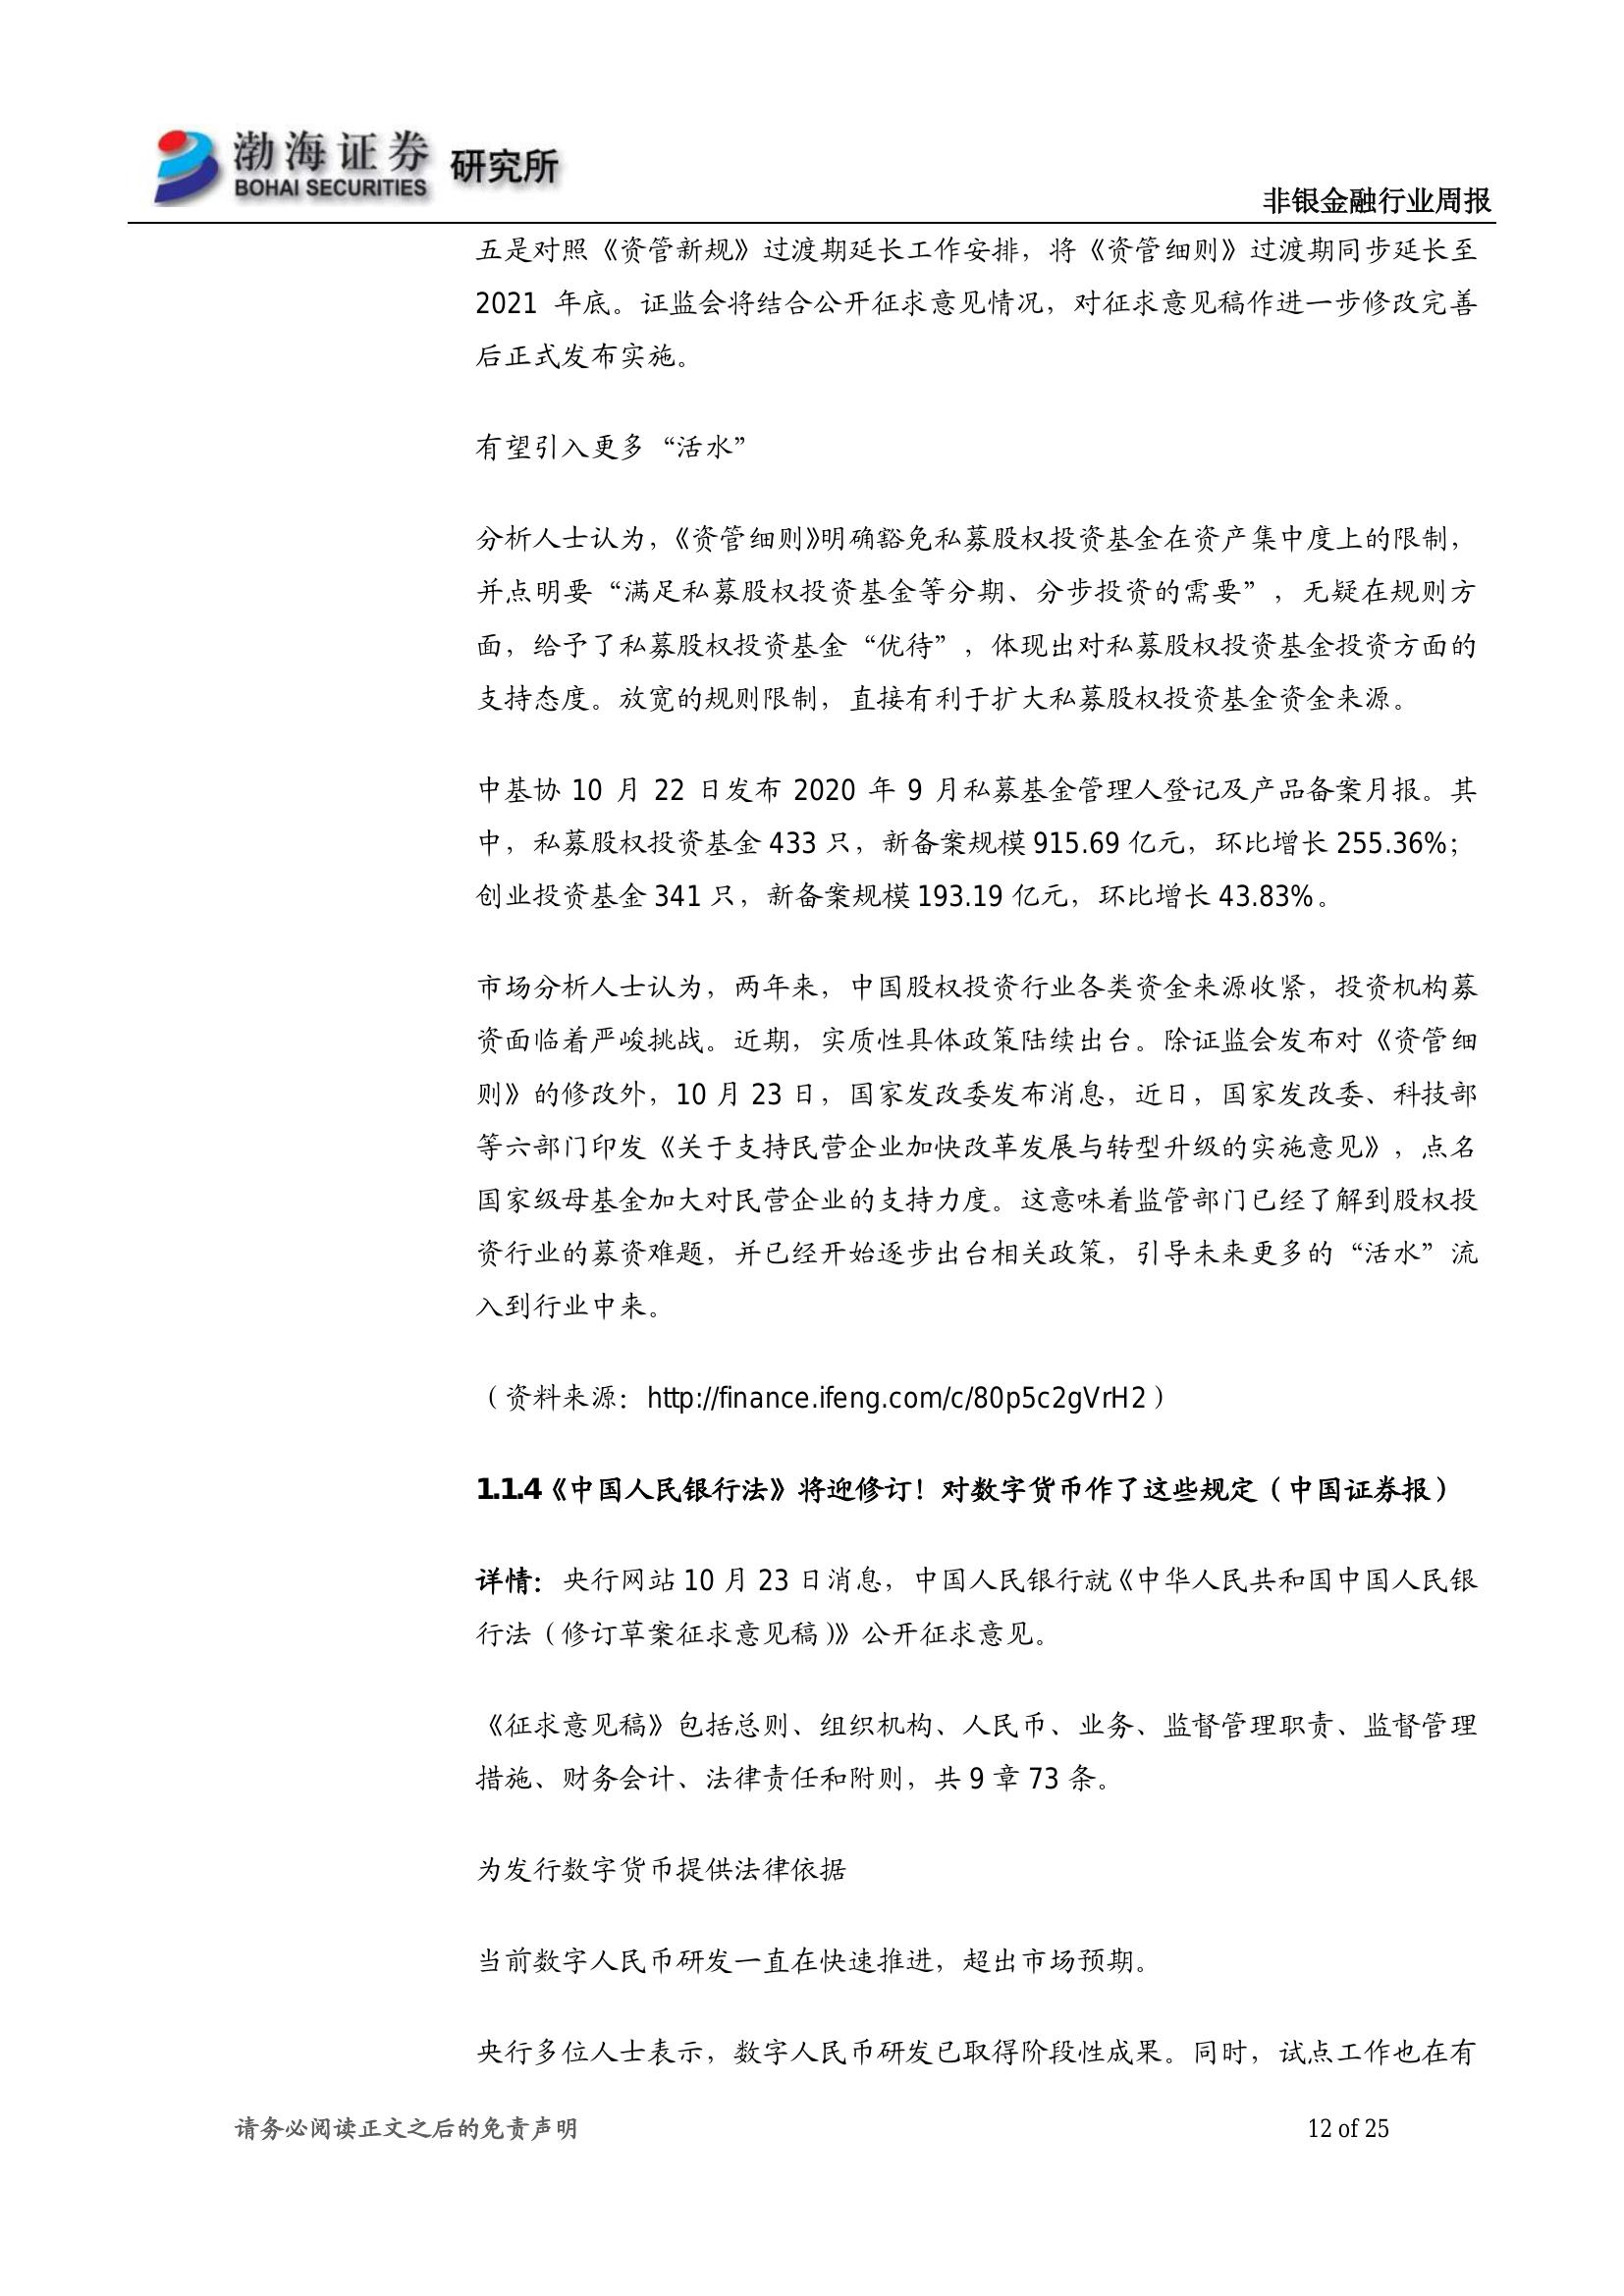 渤海证券
BOHAI SECURITIES
研究所
非银金融行业周报
五是对照《资管新规》过渡期延长工作安排，将《资管细则》过渡期同步延长至
2021 年底。证监会将结合公开征求意见情况，对征求意见稿作进一步修改完善
后正式发布实施。
有望引入更多“活水”
分析人士认为，《资管细则》明确豁免私募股权投资基金在资产集中度上的限制，
并点明要“满足私募股权投资基金等分期、分步投资的需要”，无疑在规则方
面，给予了私募股权投资基金“优待”，体现出对私募股权投资基金投资方面的
支持态度。放宽的规则限制，直接有利于扩大私募股权投资基金资金来源。
中基协 10 月 22 日发布 2020 年 9 月私募基金管理人登记及产品备案月报。其
中，私募股权投资基金 433 只，新备案规模 915.69 亿元，环比增长 255.36%；
创业投资基金 341 只，新备案规模 193.19 亿元，环比增长 43.83%。
市场分析人士认为，两年来，中国股权投资行业各类资金来源收紧，投资机构募
资面临着严峻挑战。近期，实质性具体政策陆续出台。除证监会发布对《资管细
则》的修改外，10 月 23 日，国家发改委发布消息，近日，国家发改委、科技部
等六部门印发《关于支持民营企业加快改革发展与转型升级的实施意见》，点名
国家级母基金加大对民营企业的支持力度。这意味着监管部门已经了解到股权投
资行业的募资难题，并已经开始逐步出台相关政策，引导未来更多的“活水”流
入到行业中来。
（资料来源：http://finance.ifeng.com/c/80p5c2gVrH2）
1.1.4《中国人民银行法》将迎修订！对数字货币作了这些规定（中国证券报）
详情：央行网站 10 月 23 日消息，中国人民银行就《中华人民共和国中国人民银
行法（修订草案征求意见稿）》公开征求意见。
《征求意见稿》包括总则、组织机构、人民币、业务、监督管理职责、监督管理
措施、财务会计、法律责任和附则，共 9 章 73 条。
为发行数字货币提供法律依据
当前数字人民币研发一直在快速推进，超出市场预期。
央行多位人士表示，数字人民币研发已取得阶段性成果。同时，试点工作也在有
请务必阅读正文之后的免责声明
12 of 25